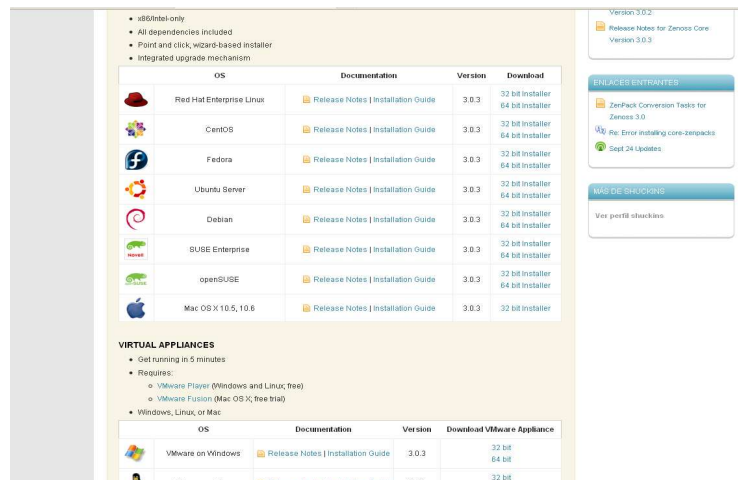 x86/Intel-only
All dependencies included
Point and click, wizard-based installer
Integrated upgrade mechanism
OS Documentation Version Download
Red Hat Enterprise Linux Release Notes | Installation Guide 3.0.3 32 bit Installer
64 bit Installer
CentOS Release Notes | Installation Guide 3.0.3 32 bit Installer
64 bit Installer
Fedora Release Notes | Installation Guide 3.0.3 32 bit Installer
64 bit Installer
Ubuntu Server Release Notes | Installation Guide 3.0.3 32 bit Installer
64 bit Installer
Debian Release Notes | Installation Guide 3.0.3 32 bit Installer
64 bit Installer
Novell SUSE Enterprise Release Notes | Installation Guide 3.0.3 32 bit Installer
64 bit Installer
openSUSE Release Notes | Installation Guide 3.0.3 32 bit Installer
64 bit Installer
Mac OS X 10.5, 10.6 Release Notes | Installation Guide 3.0.3 32 bit Installer
VIRTUAL APPLIANCES
Get running in 5 minutes
Requires:
VMware Player (Windows and Linux; free)
VMware Fusion (Mac OS X; free trial)
Windows, Linux, or Mac
OS Documentation Version Download VMware Appliance
VMware on Windows Release Notes | Installation Guide 3.0.3 32 bit
64 bit
32 bit
Version 3.0.2
Release Notes for Zenoss Core
Version 3.0.3
ENLACES ENTRANTES
ZenPack Conversion Tasks for
Zenoss 3.0
Re: Error installing core-zenpacks
Sept 24 Updates
MÁS DE SHUCKINS
Ver perfil shuckins